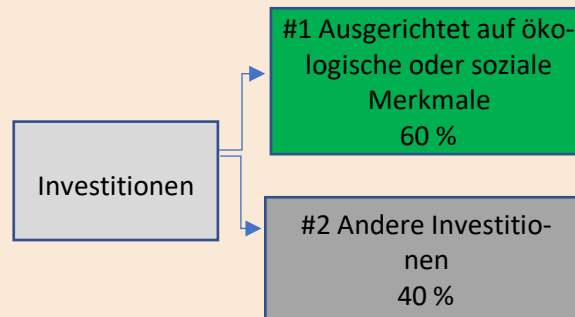 #1 Ausgerichtet auf öko-
logische oder soziale
Merkmale
60 %
Investitionen
#2 Andere Investitio-
nen
40 %